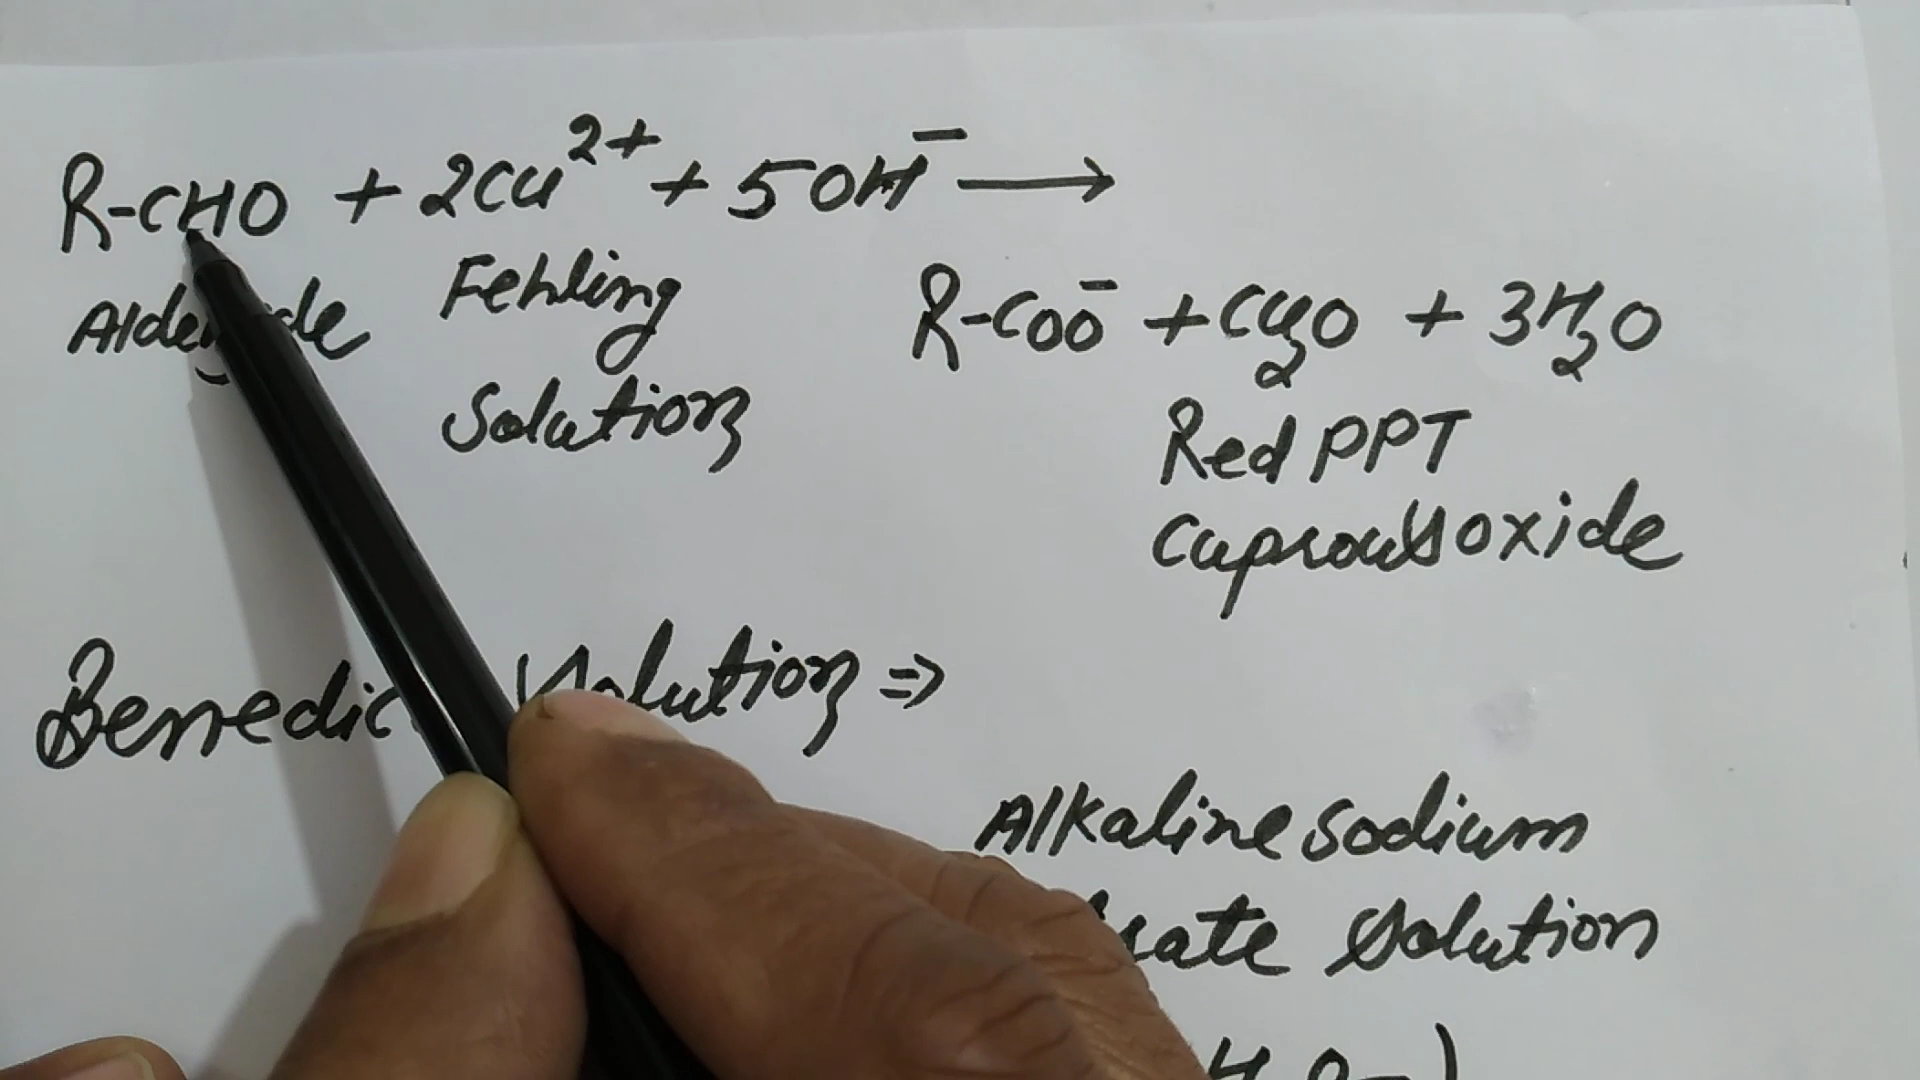 R-CHO + 2Cu²⁺ + 5OH⁻ ⟶
Fehling
Solution
R-COO⁻ + Cu₂O + 3H₂O
Red PPT
Cuprous oxide
Solution ⇒
Alkaline sodium
Solution